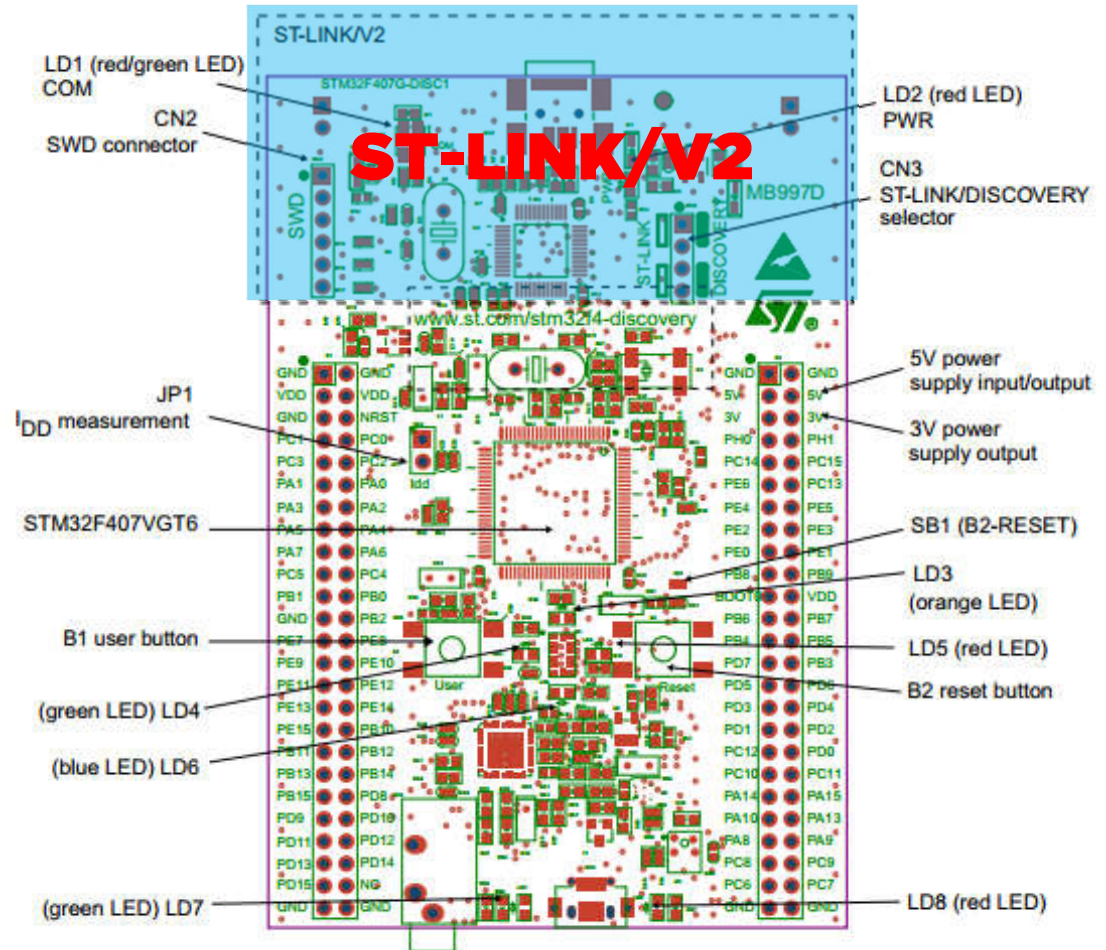 ST-LINK/V2
LD1 (red/green LED)
COM
CN2
SWD connector
STM32F407G-DISC1
ST-LINK/V2
LD2 (red LED)
PWR
CN3
ST-LINK/DISCOVERY
selector
SWD
PWR
MB997D
ST-LINK
DISCOVERY
www.st.com/stm32f4-discovery
JP1
IDD measurement
STM32F407VGT6
B1 user button
(green LED) LD4
(blue LED) LD6
(green LED) LD7
5V power
supply input/output
3V power
supply output
SB1 (B2-RESET)
LD3
(orange LED)
LD5 (red LED)
B2 reset button
LD8 (red LED)
Idd
User
Reset
GND GND
VDD VDD
GND NRST
PC1 PC0
PC3 PC2
PA1 PA0
PA3 PA2
PA5 PA4
PA7 PA6
PC5 PC4
PB1 PB0
GND PB2
PE7 PE8
PE9 PE10
PE11 PE12
PE13 PE14
PE15 PB10
PB11 PB12
PB13 PB14
PB15 PD8
PD9 PD10
PD11 PD12
PD13 PD14
PD15 NC
GND GND
GND GND
5V 5V
3V 3V
PH0 PH1
PC14 PC15
PE6 PC13
PE4 PE5
PE2 PE3
PE0 PE1
PB8 PB9
BOOT0 VDD
PB6 PB7
PB4 PB5
PD7 PB3
PD5 PD6
PD3 PD4
PD1 PD2
PC12 PD0
PC10 PC11
PA14 PA15
PA10 PA13
PA8 PA9
PC8 PC9
PC6 PC7
GND GND